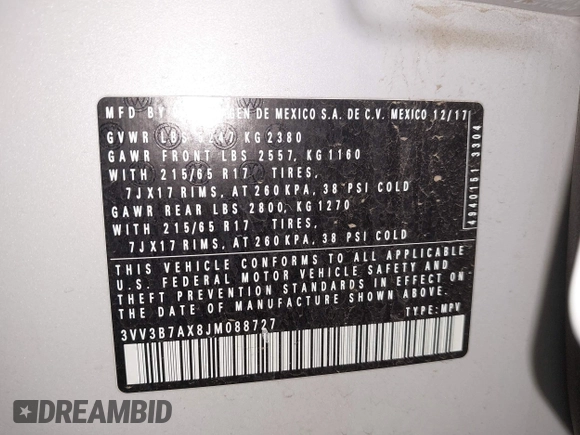 MFD BY GEN DE MEXICO S.A. DE C.V. MEXICO 12/17
GVWR LBS KG 2380
GAWR FRONT LBS 2557, KG 1160
WITH 215/65 R17 TIRES,
7JX17 RIMS, AT 260 KPA, 38 PSI COLD
GAWR REAR LBS 2800, KG 1270
WITH 215/65 R17 TIRES,
7JX17 RIMS, AT 260 KPA, 38 PSI COLD
THIS VEHICLE CONFORMS TO ALL APPLICABLE
U.S. FEDERAL MOTOR VEHICLE SAFETY AND
THEFT PREVENTION STANDARDS IN EFFECT ON
THE DATE OF MANUFACTURE SHOWN ABOVE.
3VV3B7AX8JM088727 TYPE: MPV
4940151 3304
DREAMBID